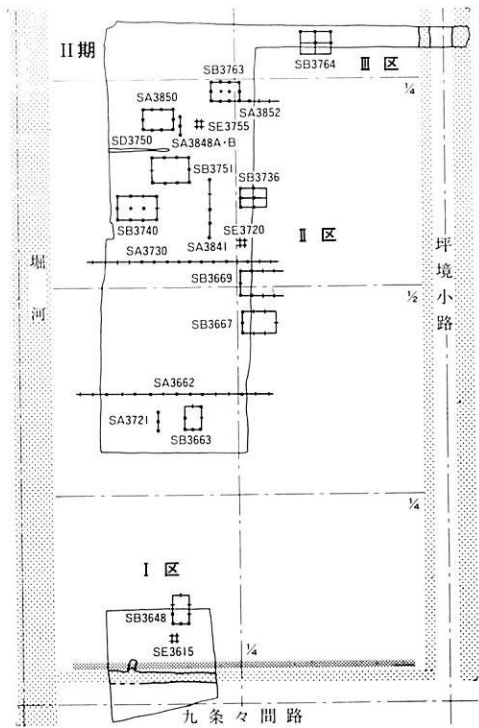 II期
SB3764
III 区
SB3763
1/4
SA3850
SA3852
SE3755
SD3750
SA3848A・B
SB3751
SB3736
SB3740
SE3720
II 区
SA3841
SA3730
SB3669
1/2
SB3667
堀河
坪境小路
SA3662
SA3721
SB3663
1/4
I 区
SB3648
SE3615
1/4
九条々間路